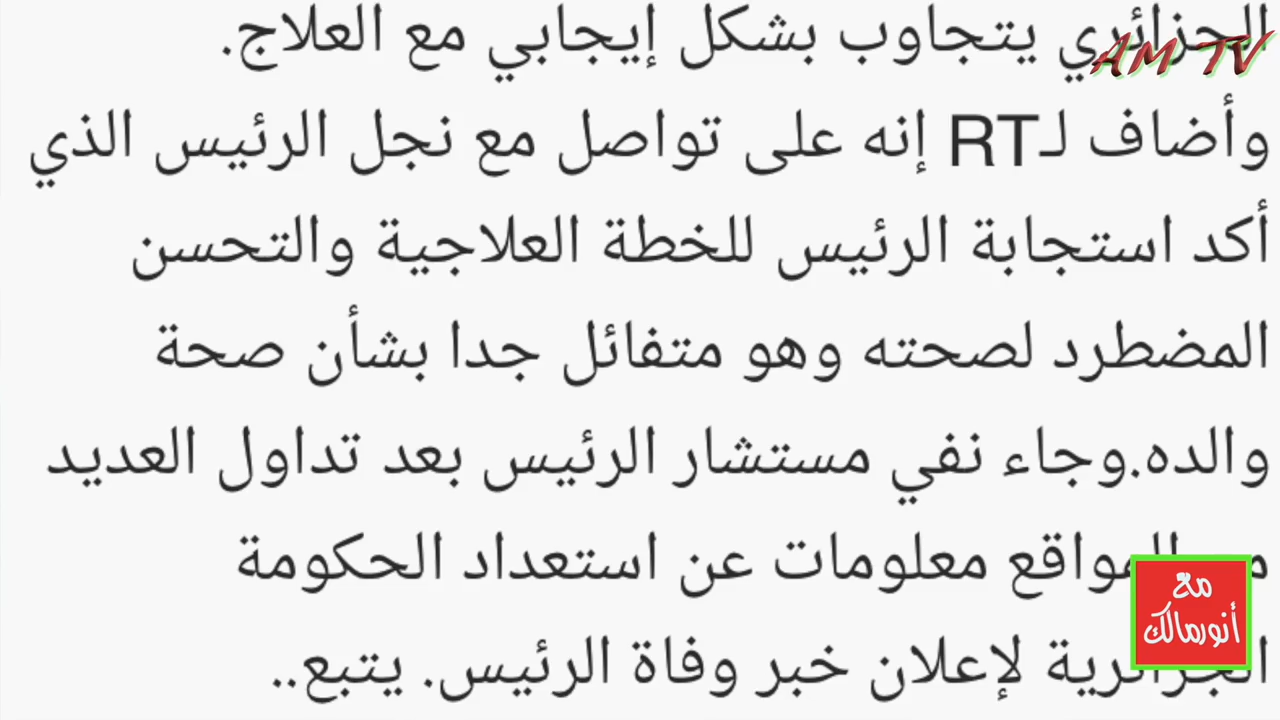 الجزائري يتجاوب بشكل إيجابي مع العلاج.
AM TV
وأضاف لـRT إنه على تواصل مع نجل الرئيس الذي
أكد استجابة الرئيس للخطة العلاجية والتحسن
المضطرد لصحته وهو متفائل جدا بشأن صحة
والده.وجاء نفي مستشار الرئيس بعد تداول العديد
من المواقع معلومات عن استعداد الحكومة
الجزائرية لإعلان خبر وفاة الرئيس. يتبع..
مع
أنورمالك